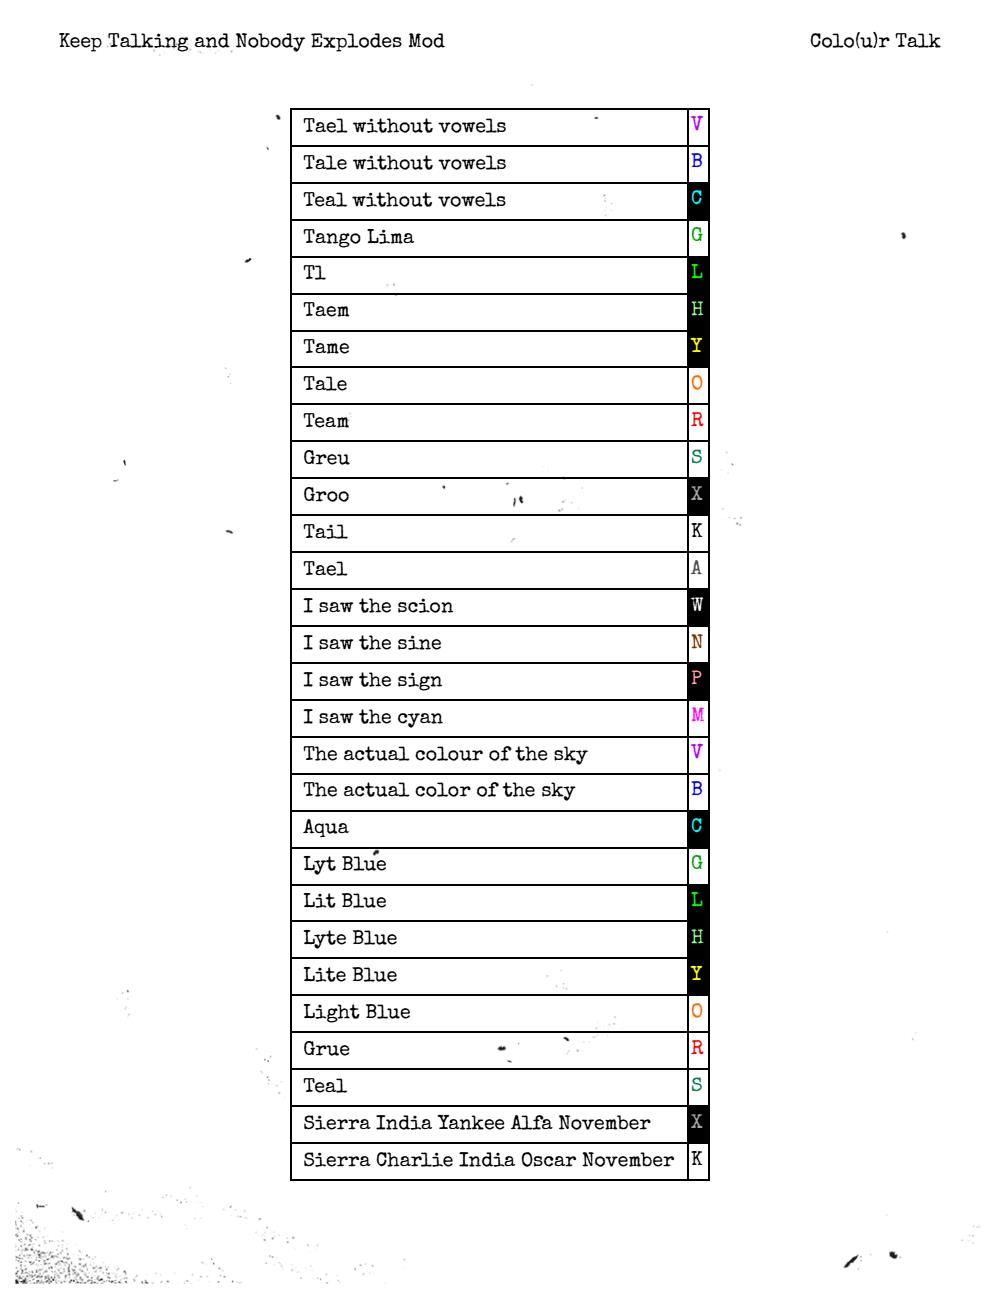 Keep Talking and Nobody Explodes Mod Colo(u)r Talk
Tael without vowels V
Tale without vowels B
Teal without vowels C
Tango Lima G
Tl L
Taem H
Tame Y
Tale O
Team R
Greu S
Groo X
Tail K
Tael A
I saw the scion W
I saw the sine N
I saw the sign P
I saw the cyan M
The actual colour of the sky V
The actual color of the sky B
Aqua C
Lyt Blue G
Lit Blue L
Lyte Blue H
Lite Blue Y
Light Blue O
Grue R
Teal S
Sierra India Yankee Alfa November X
Sierra Charlie India Oscar November K